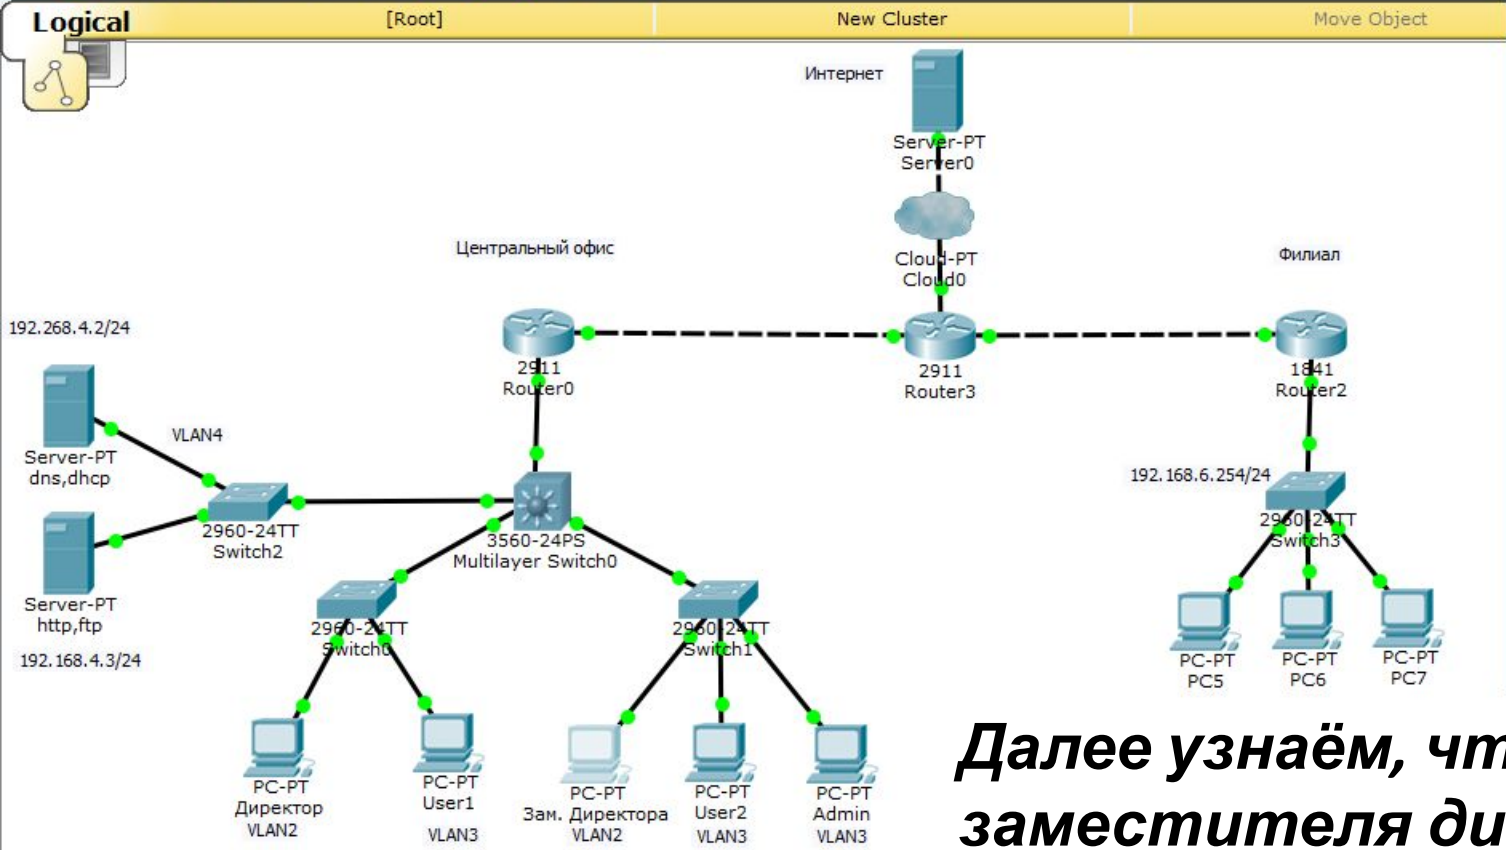 Logical
[Root]
New Cluster
Move Object
Интернет
Server-PT
Server0
Центральный офис
Cloud-PT
Cloud0
Филиал
192.268.4.2/24
2911
Router0
2911
Router3
1841
Router2
VLAN4
Server-PT
dns,dhcp
192.168.6.254/24
2960-24TT
Switch2
3560-24PS
Multilayer Switch0
2960-24TT
Switch3
Server-PT
http,ftp
192.168.4.3/24
2960-24TT
Switch0
2960-24TT
Switch1
PC-PT
PC5
PC-PT
PC6
PC-PT
PC7
PC-PT
Директор
VLAN2
PC-PT
User1
VLAN3
PC-PT
Зам. Директора
VLAN2
PC-PT
User2
VLAN3
PC-PT
Admin
VLAN3
Далее узнаём, чт
заместителя ди